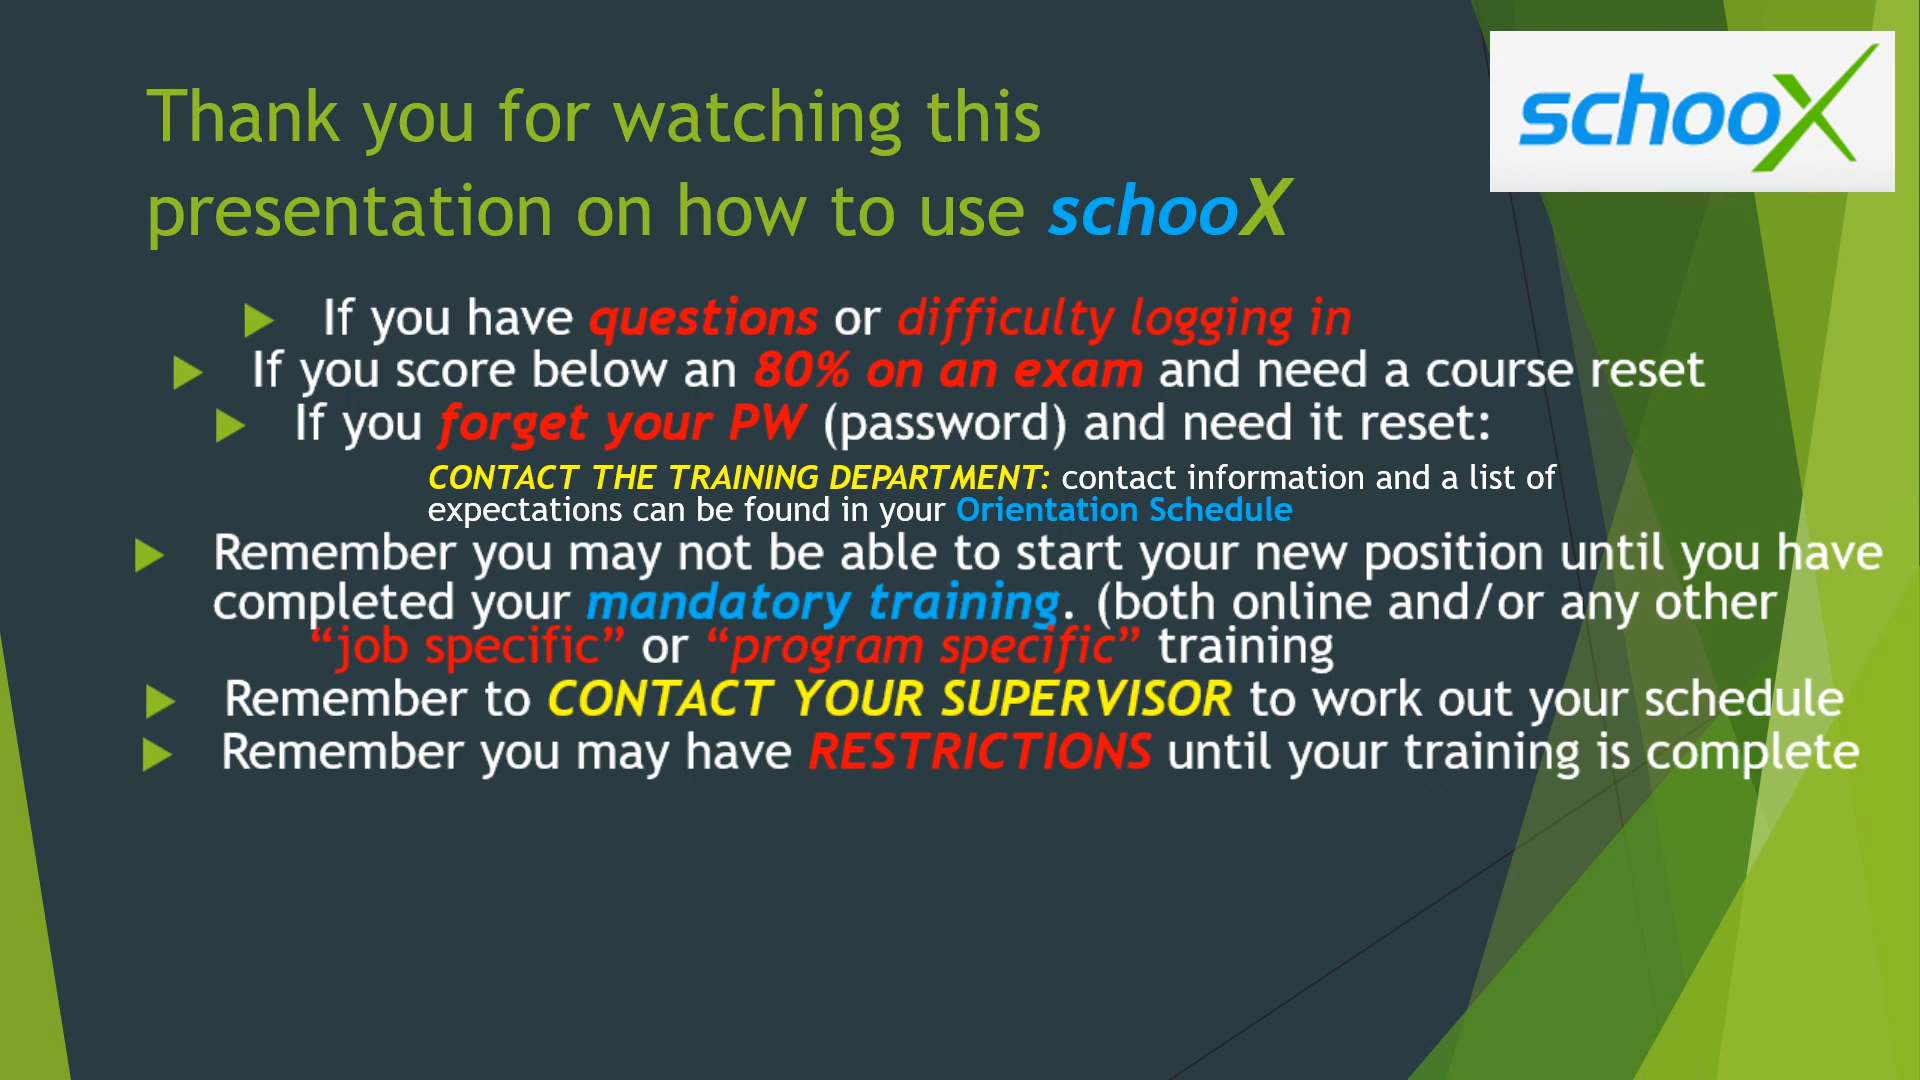 schooX
Thank you for watching this
presentation on how to use schooX
If you have questions or difficulty logging in
If you score below an 80% on an exam and need a course reset
If you forget your PW (password) and need it reset:
CONTACT THE TRAINING DEPARTMENT: contact information and a list of
expectations can be found in your Orientation Schedule
Remember you may not be able to start your new position until you have
completed your mandatory training. (both online and/or any other
“job specific” or “program specific” training
Remember to CONTACT YOUR SUPERVISOR to work out your schedule
Remember you may have RESTRICTIONS until your training is complete